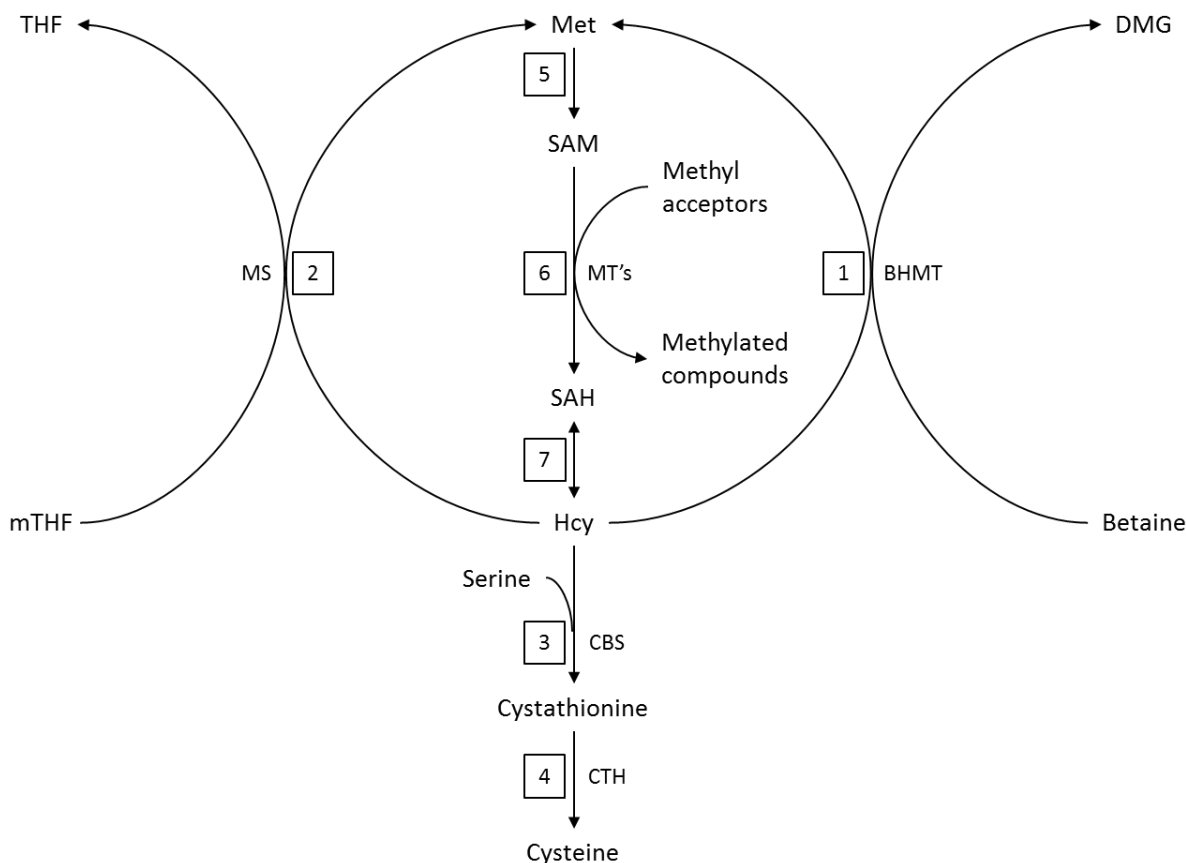 THF
Met
DMG
5
SAM
Methyl
acceptors
MS
2
6
MT's
1
BHMT
Methylated
compounds
SAH
7
mTHF
Hcy
Betaine
Serine
3
CBS
Cystathionine
4
CTH
Cysteine